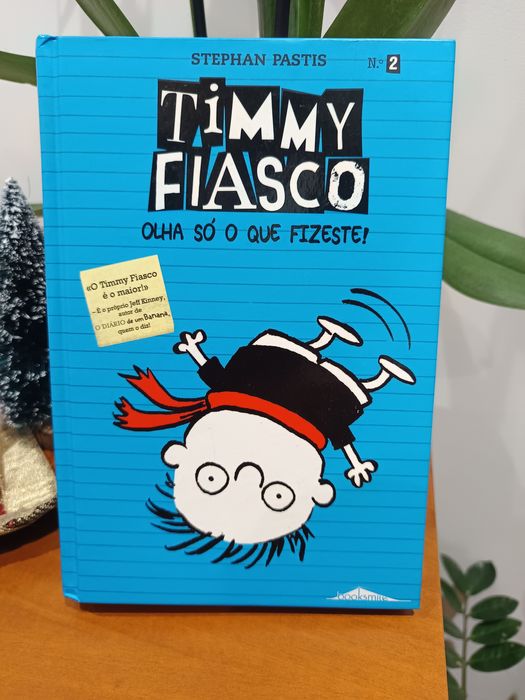 STEPHAN PASTIS
N.º 2
TiMMY
FIASCO
OLHA SÓ O QUE FIZESTE!
«O Timmy Fiasco
é o maior!»
– É o próprio Jeff Kinney,
autor de
O DIÁRIO de um Banana,
quem o diz!
booksmile